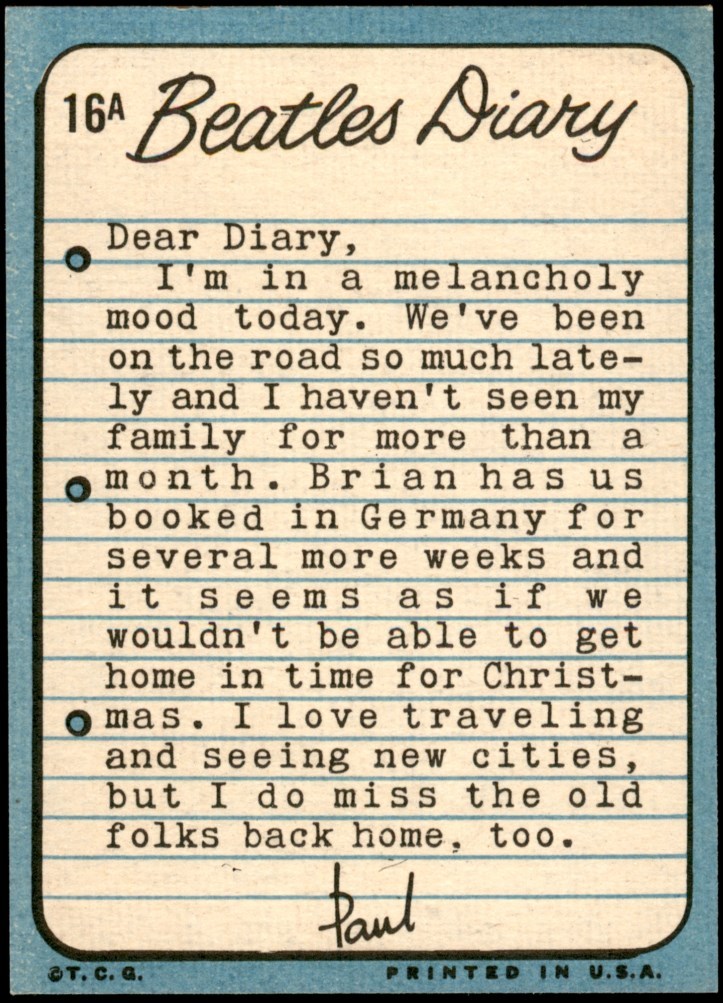 16A Beatles Diary
Dear Diary,
I'm in a melancholy
mood today. We've been
on the road so much late-
ly and I haven't seen my
family for more than a
month. Brian has us
booked in Germany for
several more weeks and
it seems as if we
wouldn't be able to get
home in time for Christ-
mas. I love traveling
and seeing new cities,
but I do miss the old
folks back home, too.
Paul
©T.C.G. PRINTED IN U.S.A.